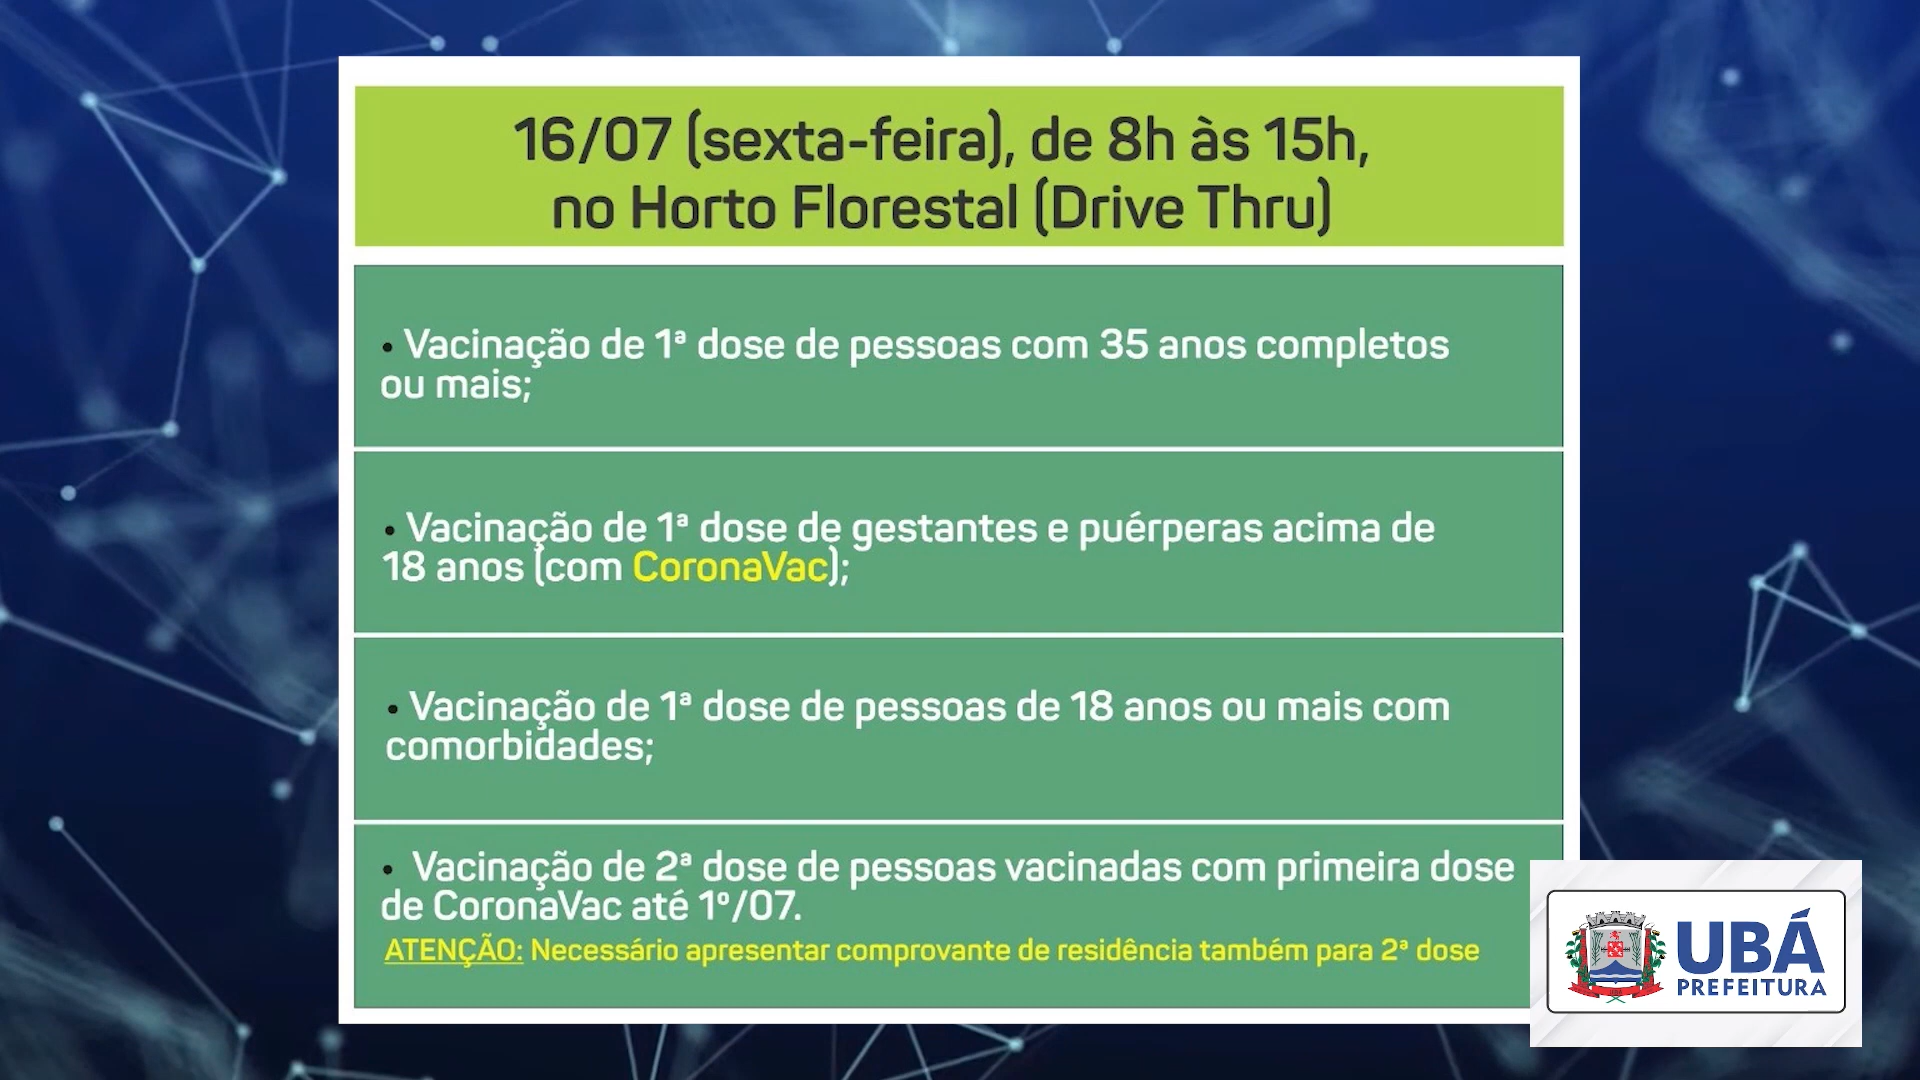 16/07 (sexta-feira), de 8h às 15h,
no Horto Florestal (Drive Thru)
• Vacinação de 1ª dose de pessoas com 35 anos completos
ou mais;
• Vacinação de 1ª dose de gestantes e puérperas acima de
18 anos (com CoronaVac);
• Vacinação de 1ª dose de pessoas de 18 anos ou mais com
comorbidades;
• Vacinação de 2ª dose de pessoas vacinadas com primeira dose
de CoronaVac até 1º/07.
ATENÇÃO: Necessário apresentar comprovante de residência também para 2ª dose
UBÁ
PREFEITURA